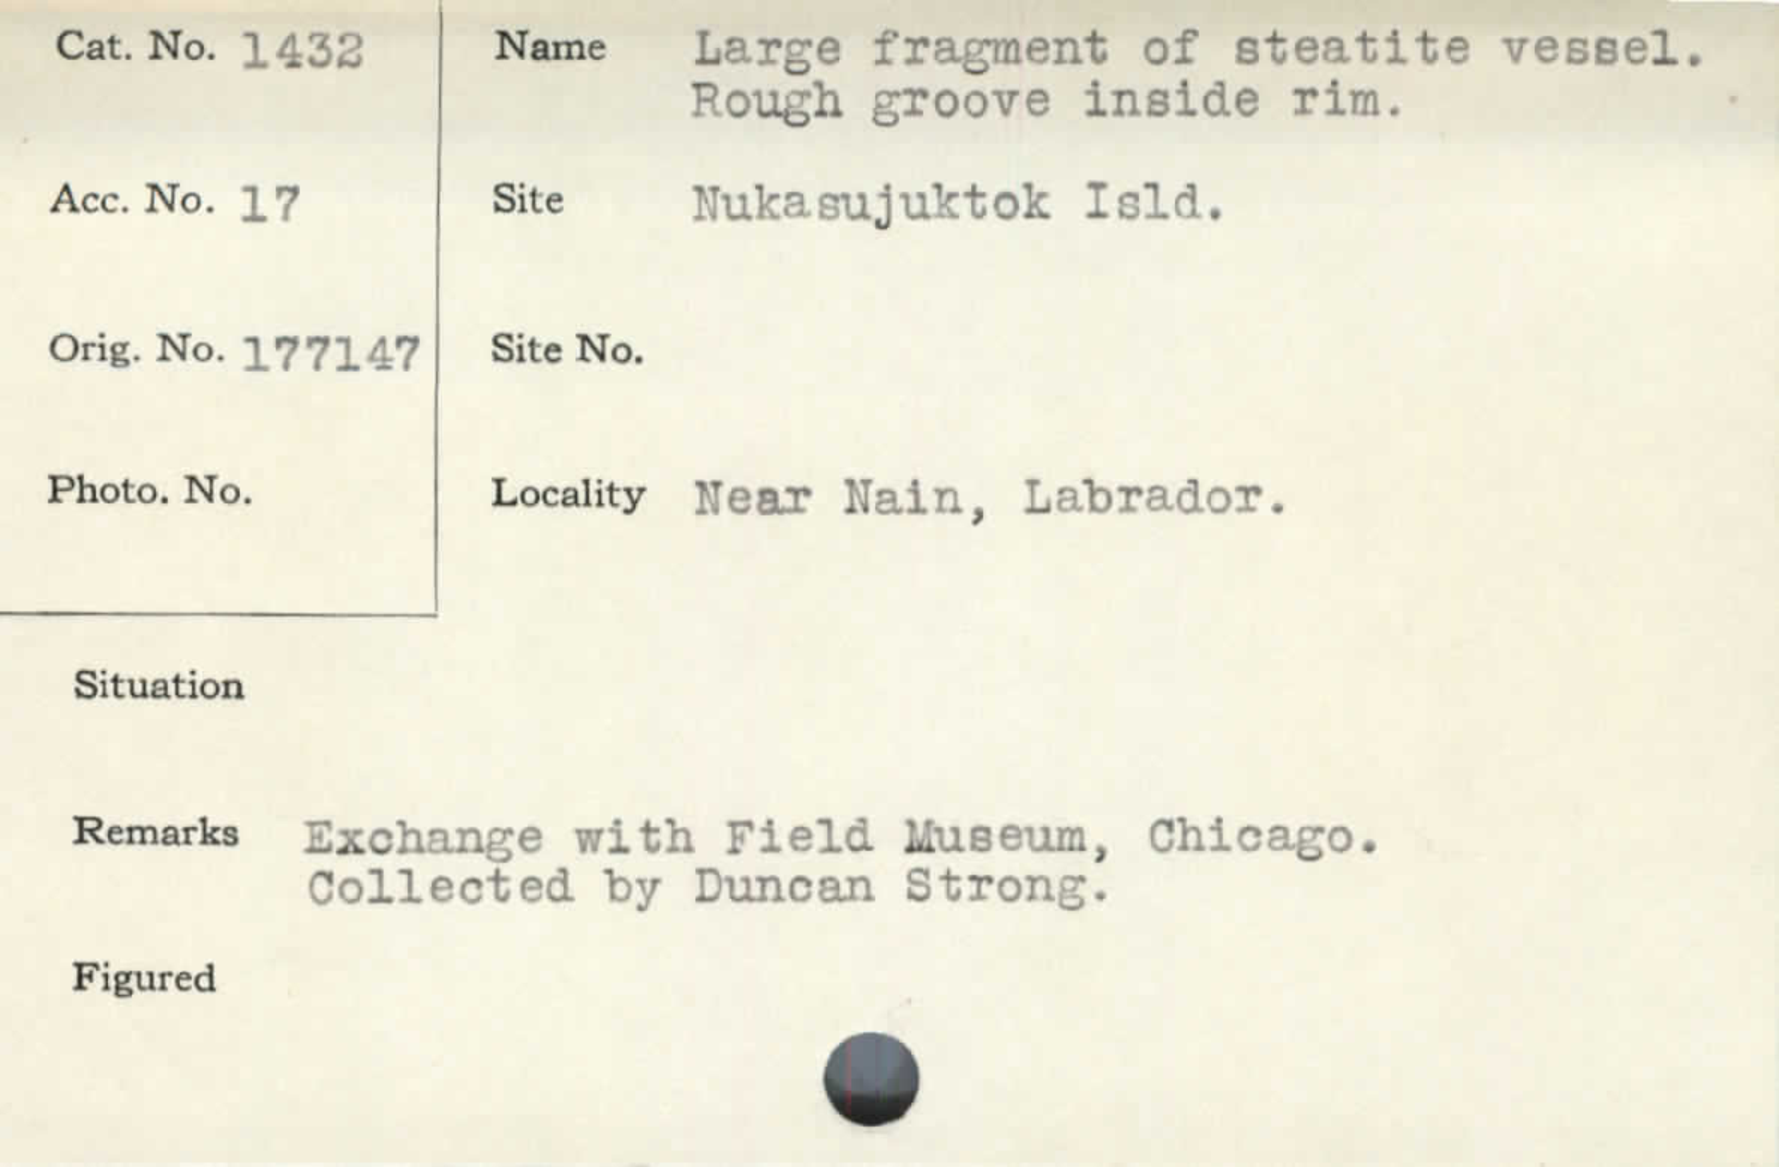 Cat. No. 1432
Name Large fragment of steatite vessel.
Rough groove inside rim.
Acc. No. 17
Site Nukasujuktok Isld.
Orig. No. 177147
Site No.
Photo. No.
Locality Near Nain, Labrador.
Situation
Remarks Exchange with Field Museum, Chicago.
Collected by Duncan Strong.
Figured